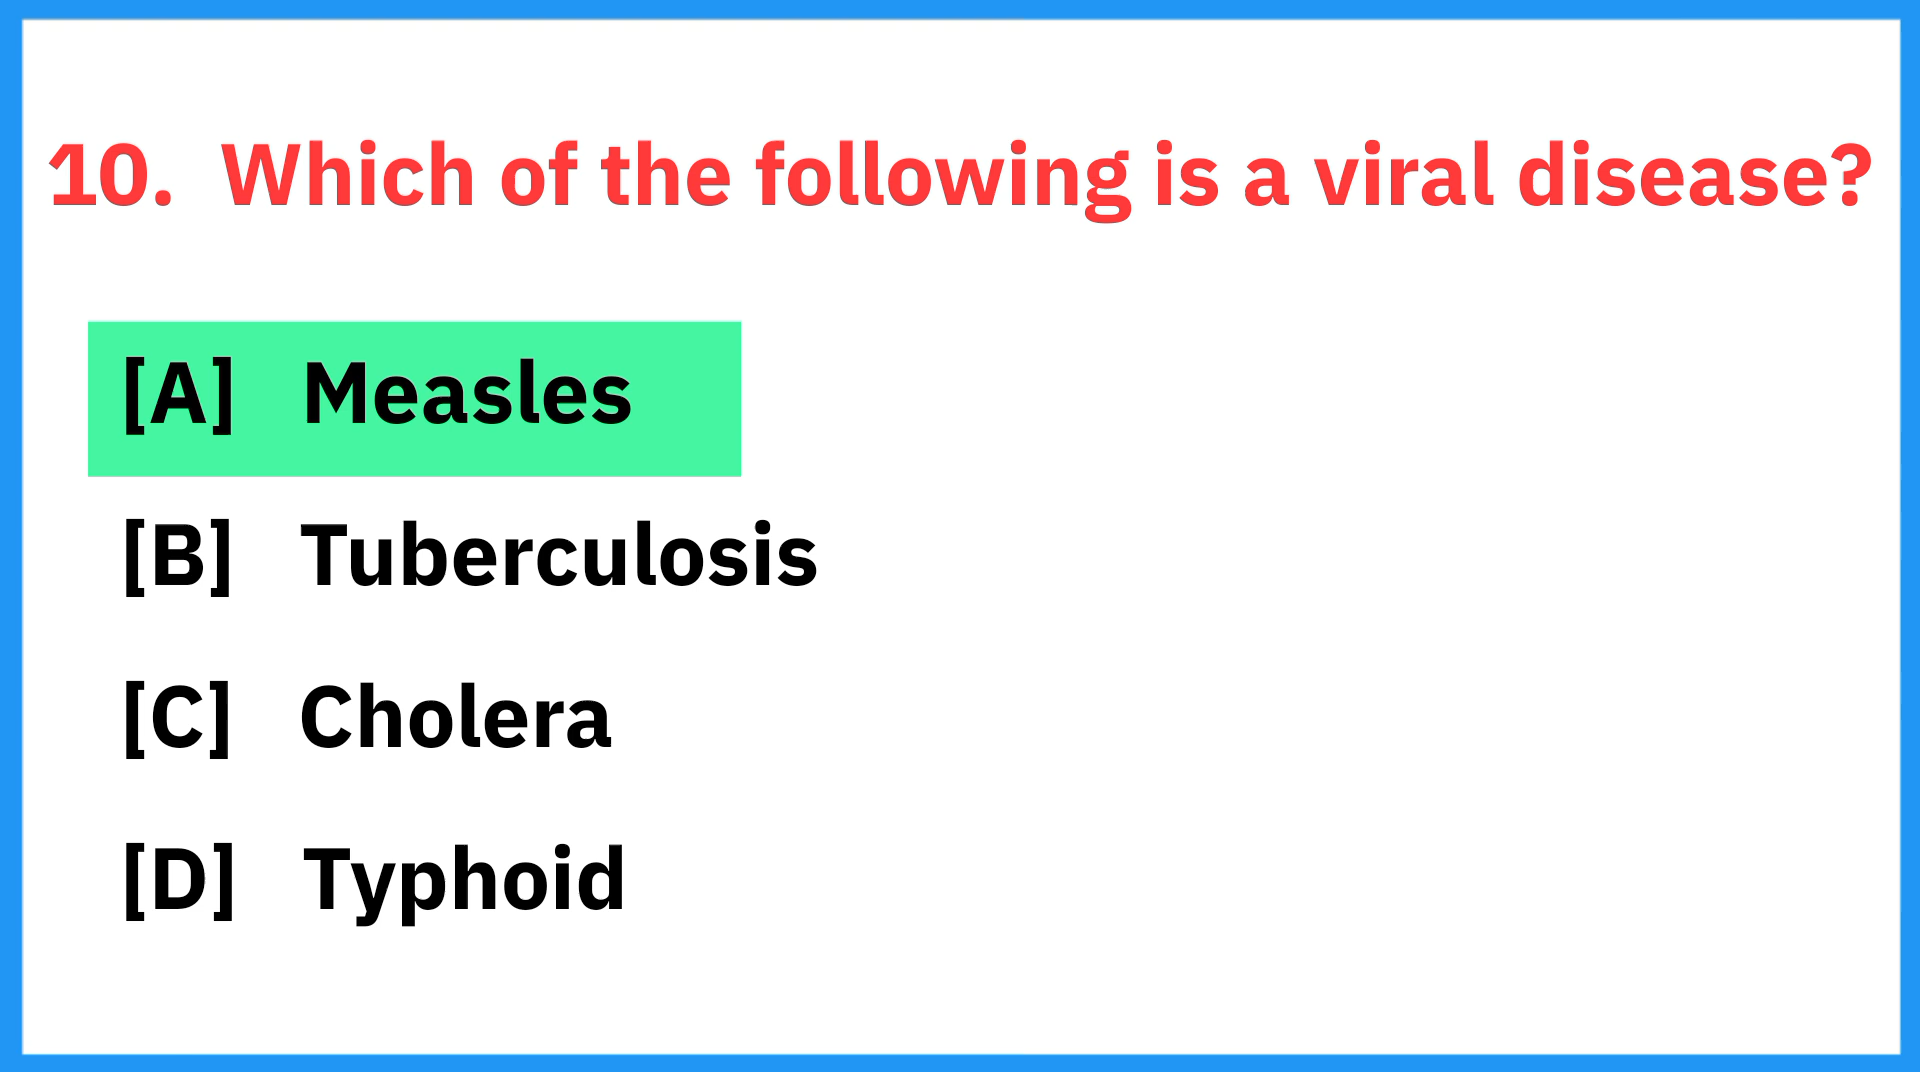 10. Which of the following is a viral disease?
[A] Measles
[B] Tuberculosis
[C] Cholera
[D] Typhoid